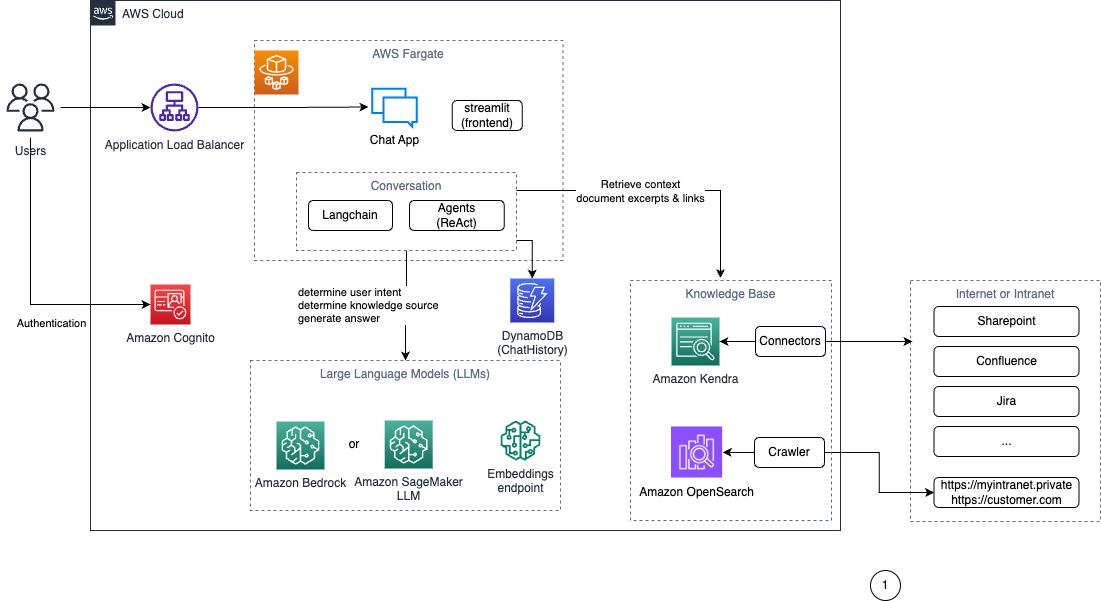 aws
AWS Cloud
AWS Fargate
Chat App
streamlit
(frontend)
Users
Application Load Balancer
Conversation
Langchain
Agents
(ReAct)
Retrieve context
document excerpts & links
determine user intent
determine knowledge source
generate answer
DynamoDB
(ChatHistory)
Authentication
Amazon Cognito
Large Language Models (LLMs)
Amazon Bedrock
or
Amazon SageMaker
LLM
Embeddings
endpoint
Knowledge Base
Amazon Kendra
Connectors
Amazon OpenSearch
Crawler
Internet or Intranet
Sharepoint
Confluence
Jira
...
https://myintranet.private
https://customer.com
1